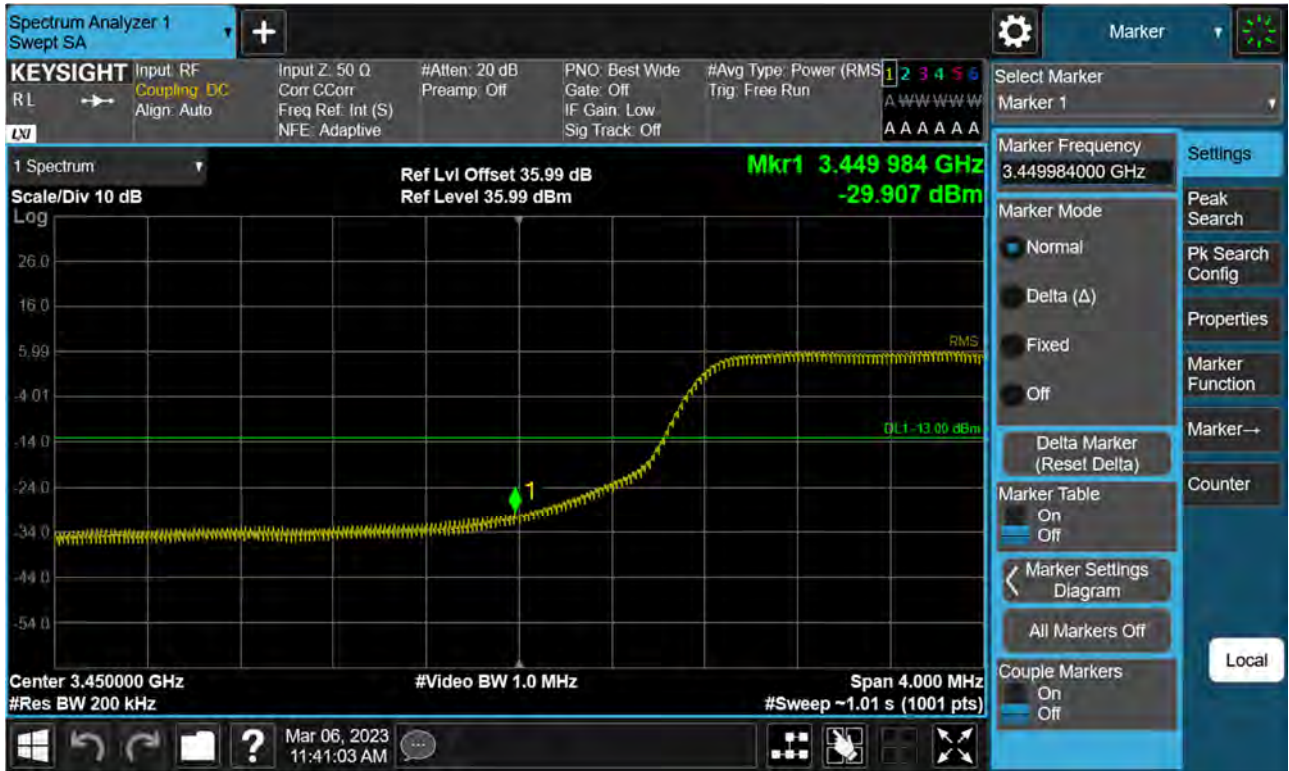 Spectrum Analyzer 1
Swept SA
Marker
KEYSIGHT
RL
LXI
Input: RF
Coupling: DC
Align: Auto
Input Z: 50 Ω
Corr CCorr
Freq Ref: Int (S)
NFE: Adaptive
#Atten: 20 dB
Preamp: Off
PNO: Best Wide
Gate: Off
IF Gain: Low
Sig Track: Off
#Avg Type: Power (RMS
Trig: Free Run
1 2 3 4 5 6
A W W W W W
A A A A A A
Select Marker
Marker 1
1 Spectrum
Scale/Div 10 dB
Log
Ref Lvl Offset 35.99 dB
Ref Level 35.99 dBm
Mkr1 3.449 984 GHz
-29.907 dBm
26.0
16.0
5.99
-4.01
-14.0
-24.0
-34.0
-44.0
-54.0
RMS
DL1 -13.00 dBm
1
Center 3.450000 GHz
#Res BW 200 kHz
#Video BW 1.0 MHz
Span 4.000 MHz
#Sweep ~1.01 s (1001 pts)
Marker Frequency
3.449984000 GHz
Marker Mode
Normal
Delta (Δ)
Fixed
Off
Delta Marker
(Reset Delta)
Marker Table
On
Off
Marker Settings
Diagram
All Markers Off
Couple Markers
On
Off
Settings
Peak
Search
Pk Search
Config
Properties
Marker
Function
Marker→
Counter
Local
?
Mar 06, 2023
11:41:03 AM